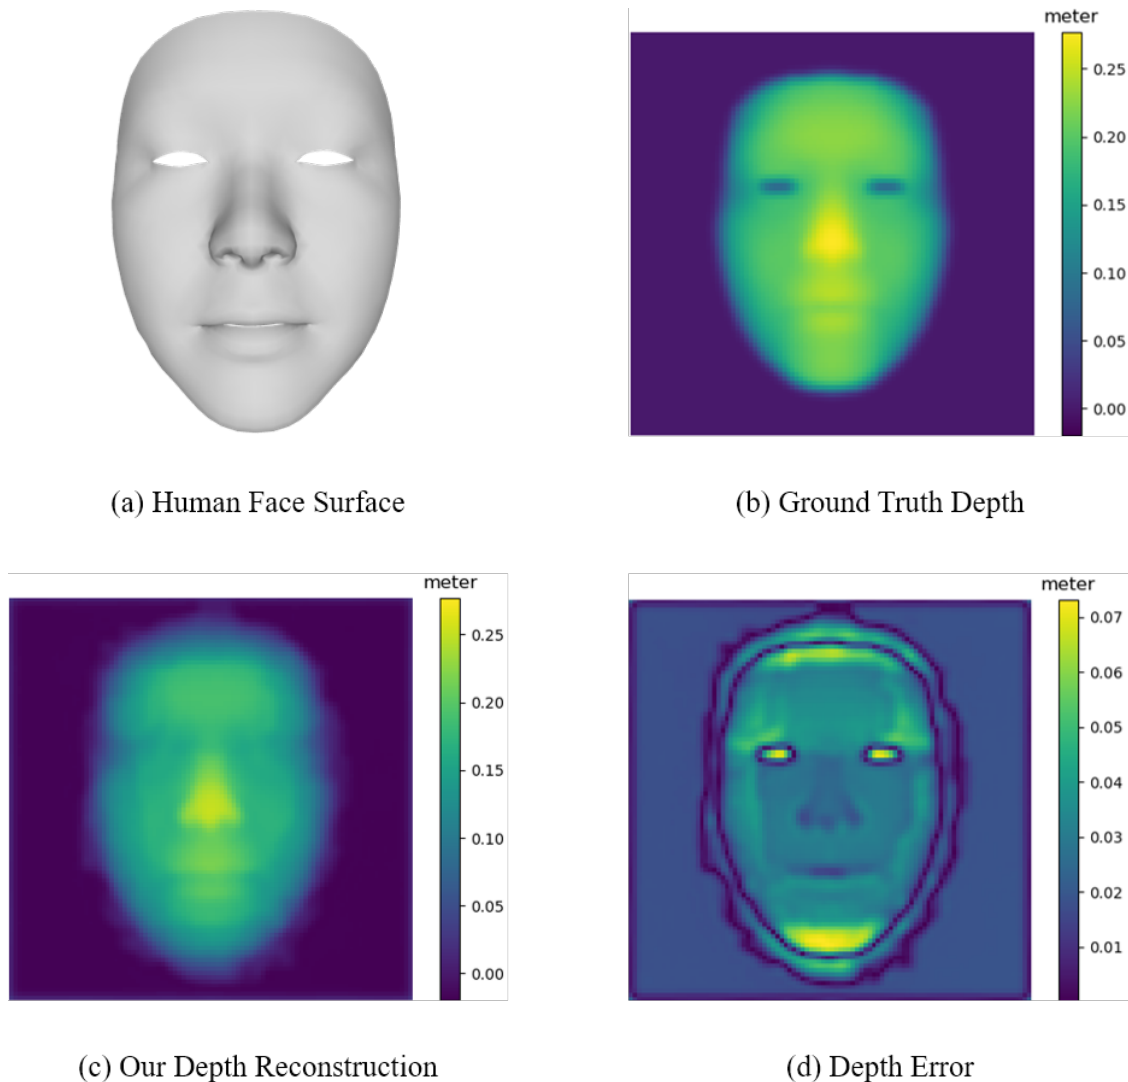 meter
0.25
0.20
0.15
0.10
0.05
0.00
(a) Human Face Surface
(b) Ground Truth Depth
meter
0.25
0.20
0.15
0.10
0.05
0.00
meter
0.07
0.06
0.05
0.04
0.03
0.02
0.01
(c) Our Depth Reconstruction
(d) Depth Error